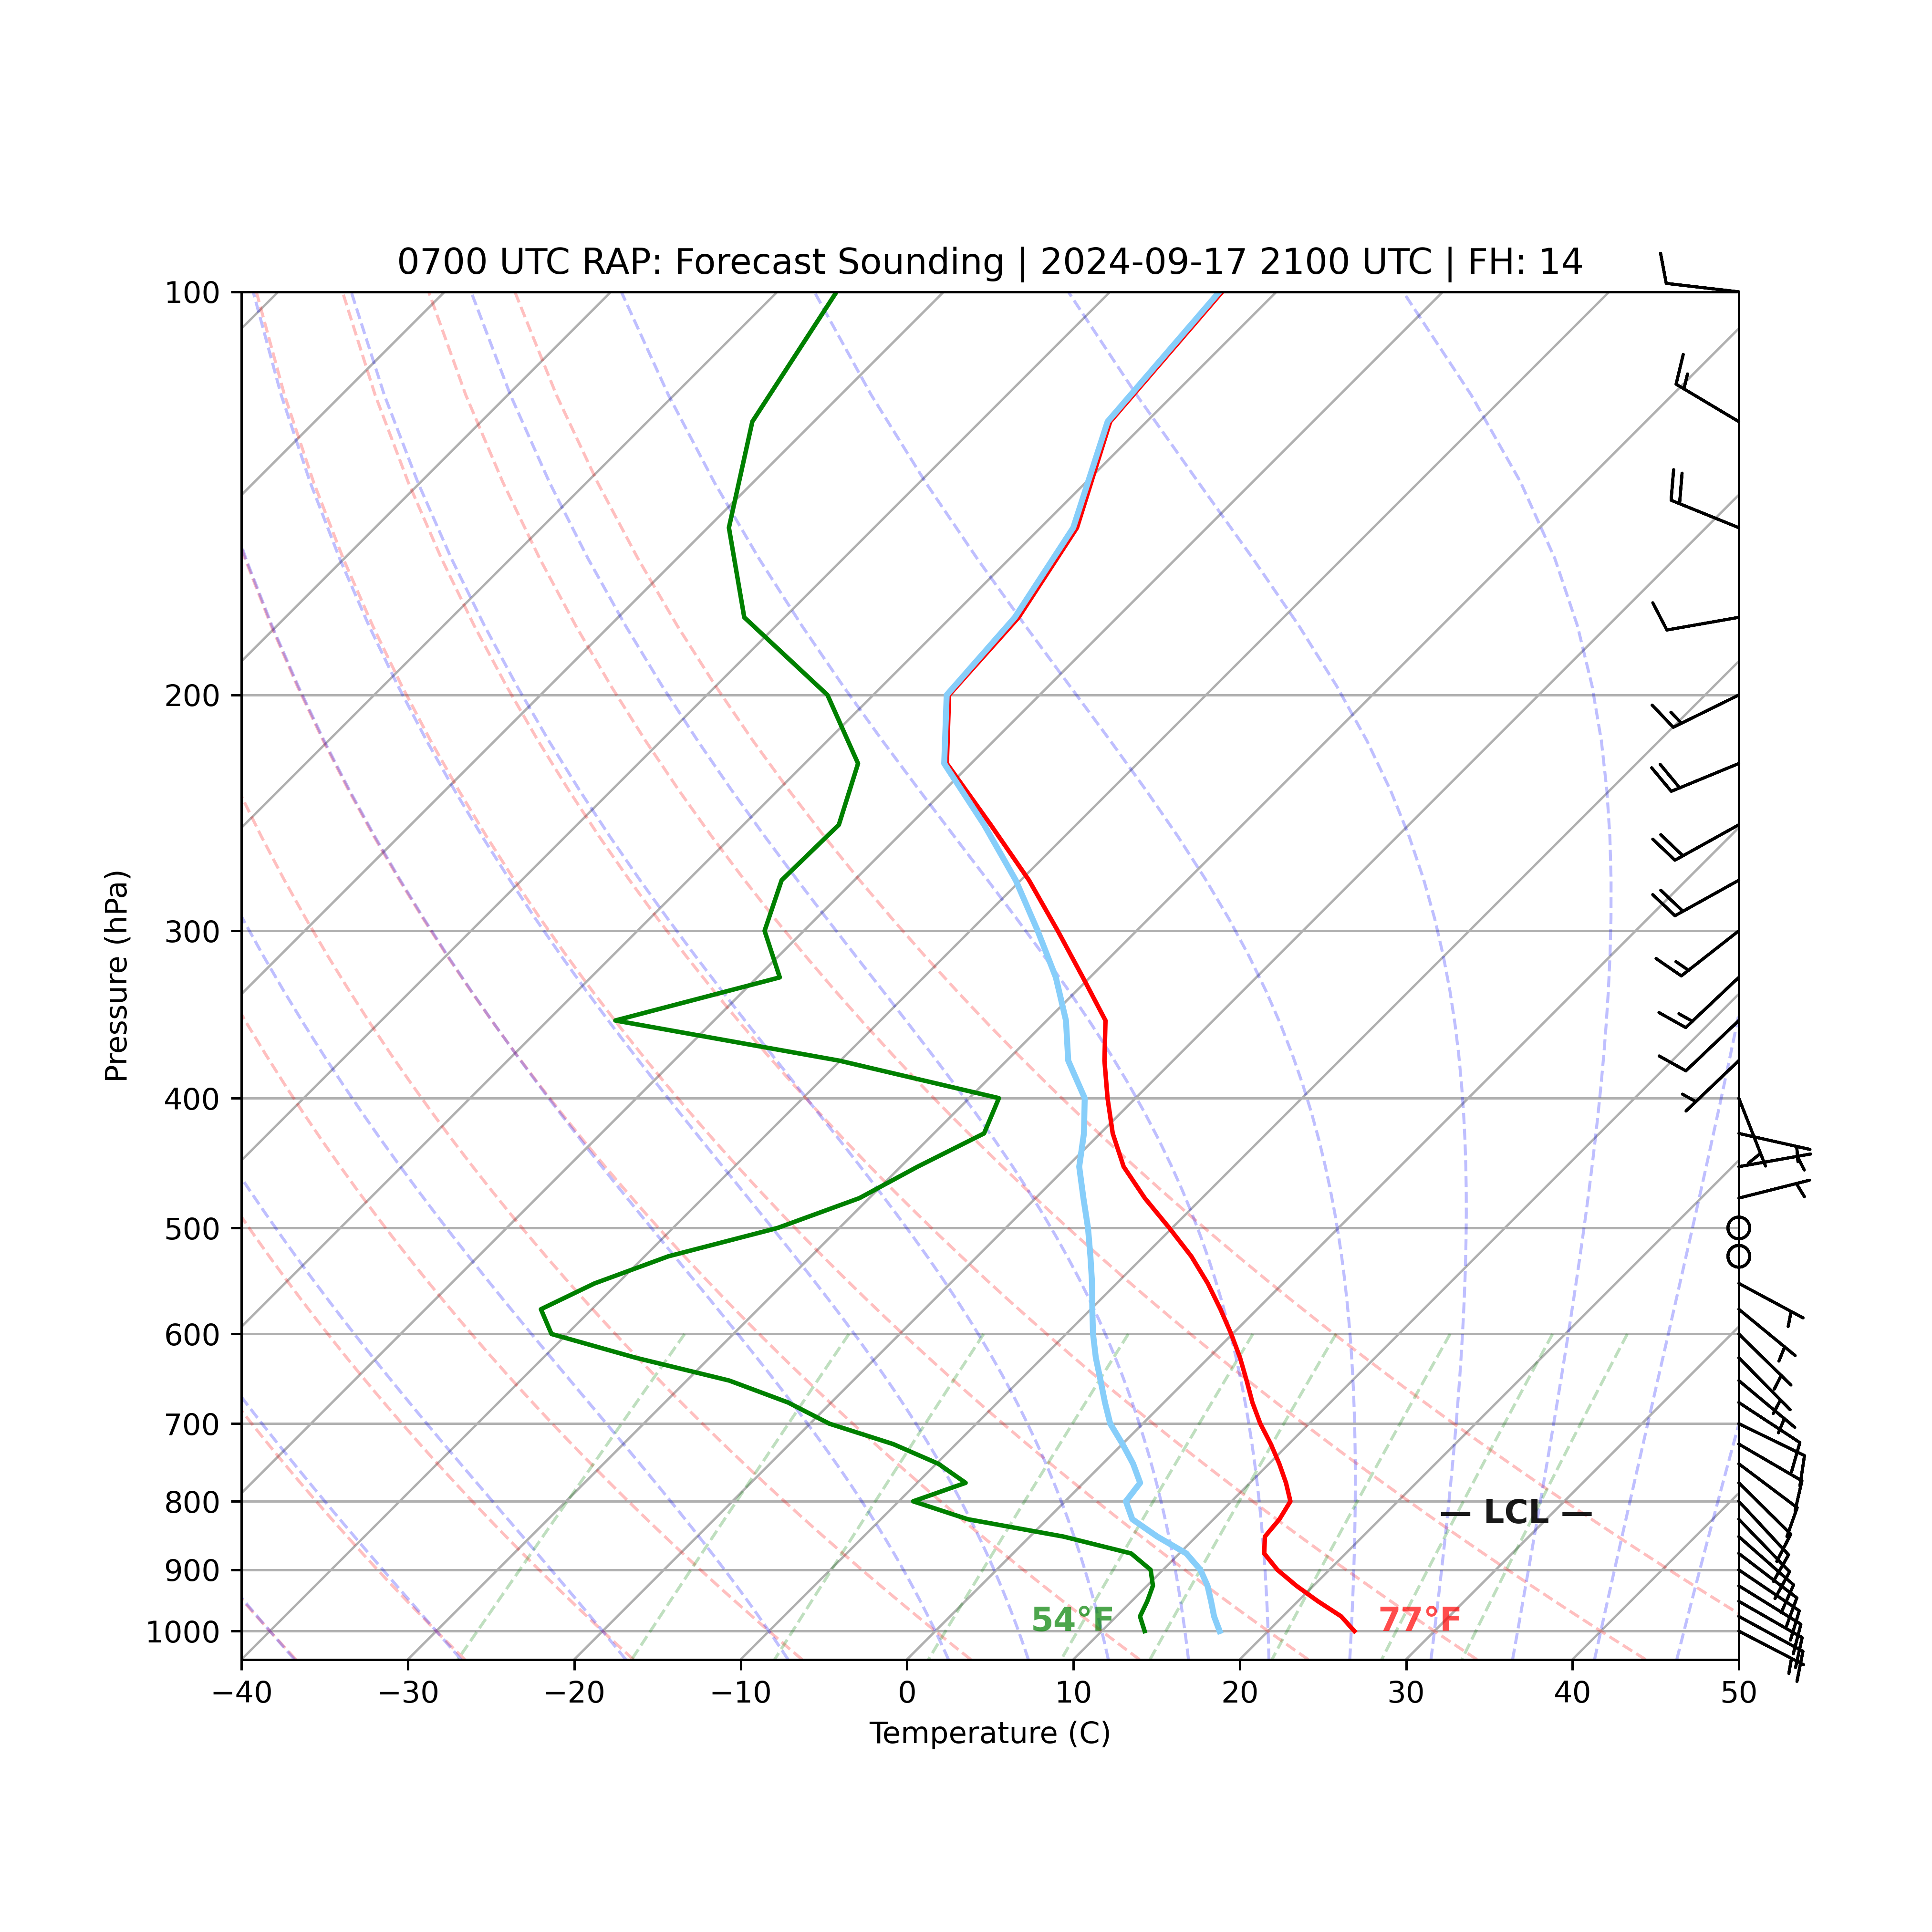 0700 UTC RAP: Forecast Sounding | 2024-09-17 2100 UTC | FH: 14
100
200
300
400
500
600
700
800
900
1000
Pressure (hPa)
— LCL —
54°F
77°F
−40 −30 −20 −10 0 10 20 30 40 50
Temperature (C)